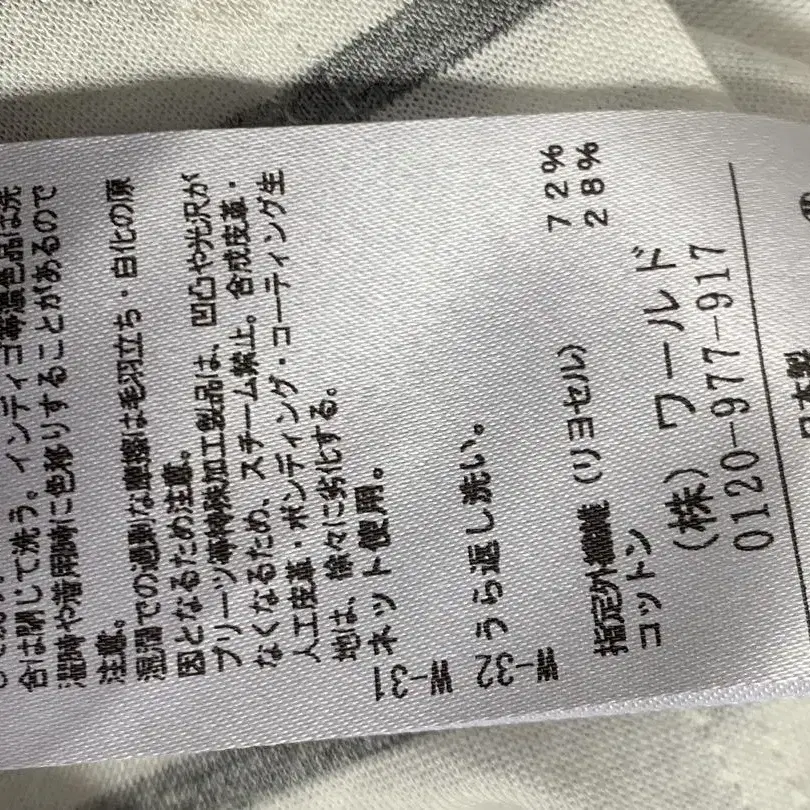 合は閉じて洗う。インディゴ等濃色品は洗
濯時や着用時に色移りすることがあるので
注意。
湿潤での過剰な摩擦は毛羽立ち・白化の原
因となるため注意。
プリーツ等特殊加工製品は、凹凸や光沢が
なくなるため、スチーム禁止。合成皮革・
人工皮革・ボンディング・コーティング生
地は、徐々に劣化する。
ネット使用。
W-31
うら返し洗い。
W-32
指定外繊維(リヨセル) 72%
コットン 28%
(株) ワールド
0120-977-917
日本製